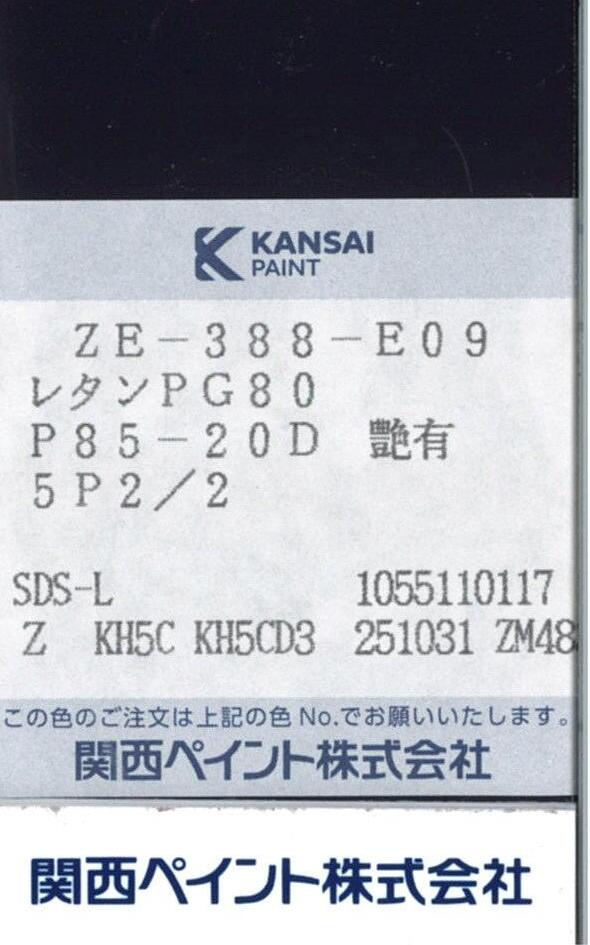 KANSAI
PAINT
ZE-388-E09
レタンPG80
P85-20D 艶有
5P2/2
SDS-L 1055110117
Z KH5C KH5CD3 251031 ZM48
この色のご注文は上記の色 No.でお願いいたします。
関西ペイント株式会社
関西ペイント株式会社